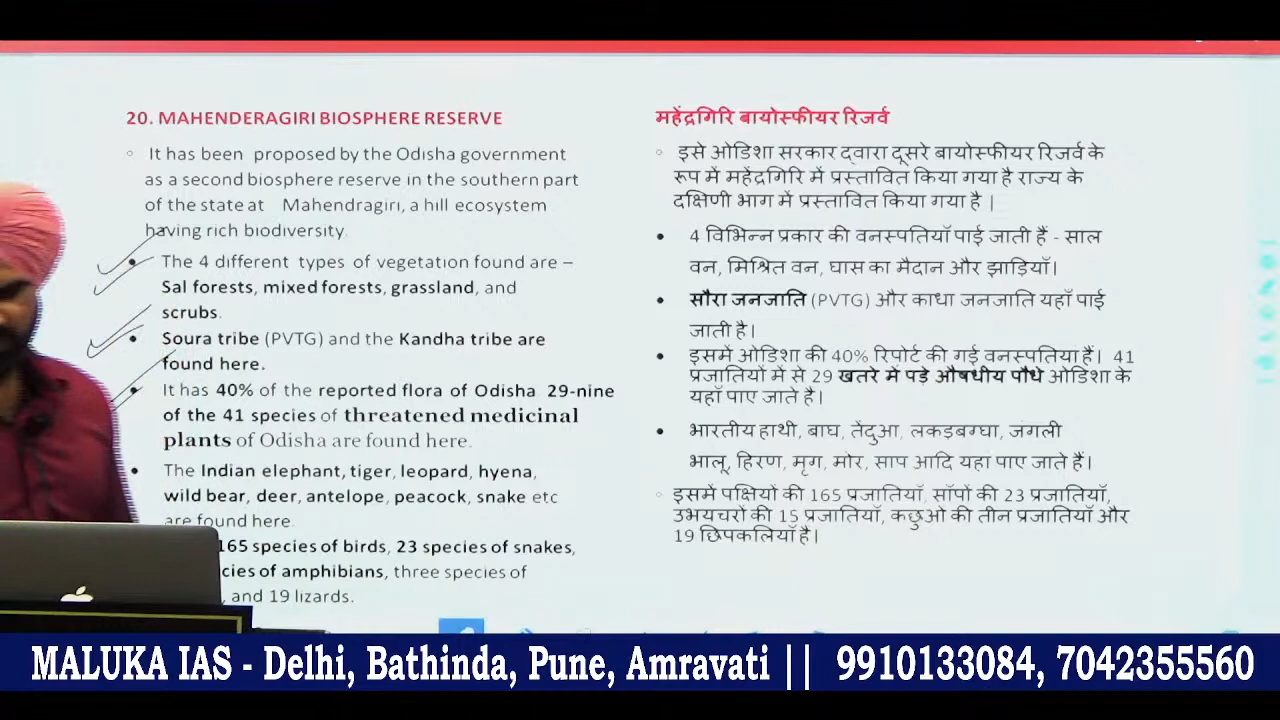 20. MAHENDERAGIRI BIOSPHERE RESERVE
It has been proposed by the Odisha government
as a second biosphere reserve in the southern part
of the state at Mahendragiri, a hill ecosystem
having rich biodiversity.
The 4 different types of vegetation found are –
Sal forests, mixed forests, grassland, and
scrubs.
Soura tribe (PVTG) and the Kandha tribe are
found here.
It has 40% of the reported flora of Odisha 29-nine
of the 41 species of threatened medicinal
plants of Odisha are found here.
The Indian elephant, tiger, leopard, hyena,
wild bear, deer, antelope, peacock, snake etc
are found here.
165 species of birds, 23 species of snakes,
of amphibians, three species of
, and 19 lizards.
महेंद्रगिरि बायोस्फीयर रिजर्व
इसे ओडिशा सरकार द्वारा दूसरे बायोस्फीयर रिजर्व के
रूप में महेंद्रगिरि में प्रस्तावित किया गया है राज्य के
दक्षिणी भाग में प्रस्तावित किया गया है |
4 विभिन्न प्रकार की वनस्पतियाँ पाई जाती हैं - साल
वन, मिश्रित वन, घास का मैदान और झाड़ियाँ।
सौरा जनजाति (PVTG) और काधा जनजाति यहाँ पाई
जाती है।
इसमें ओडिशा की 40% रिपोर्ट की गई वनस्पतिया हैं। 41
प्रजातियों में से 29 खतरे में पड़े औषधीय पौधे ओडिशा के
यहाँ पाए जाते है।
भारतीय हाथी, बाघ, तेंदुआ, लकड़बग्घा, जंगली
भालू, हिरण, मृग, मोर, साप आदि यहा पाए जाते हैं।
इसमें पक्षियों की 165 प्रजातियाँ, साँपों की 23 प्रजातियाँ,
उभयचरों की 15 प्रजातियाँ, कछुओ की तीन प्रजातियाँ और
19 छिपकलियाँ है।
MALUKA IAS - Delhi, Bathinda, Pune, Amravati || 9910133084, 7042355560